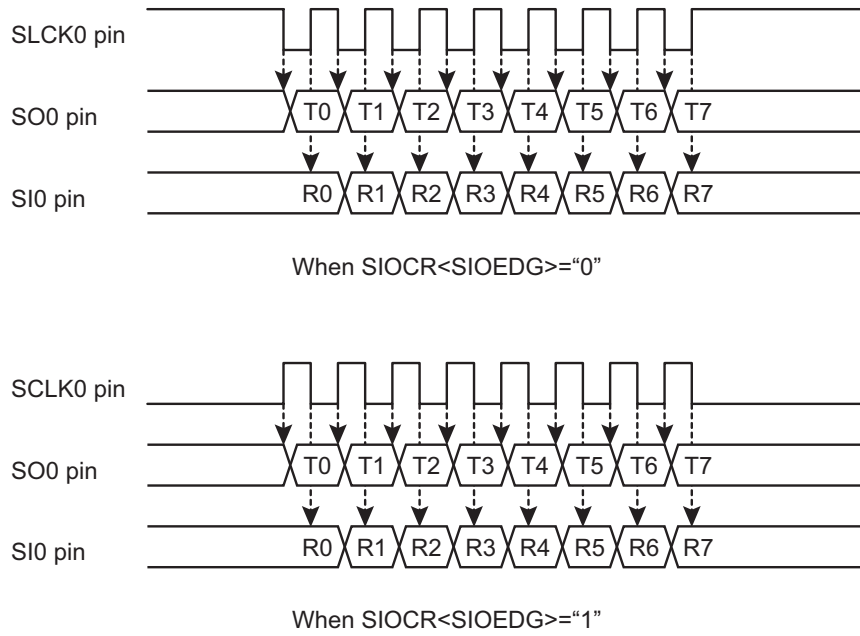 SLCK0 pin
SO0 pin T0 T1 T2 T3 T4 T5 T6 T7
SI0 pin R0 R1 R2 R3 R4 R5 R6 R7
When SIOCR<SIOEDG>=“0”
SCLK0 pin
SO0 pin T0 T1 T2 T3 T4 T5 T6 T7
SI0 pin R0 R1 R2 R3 R4 R5 R6 R7
When SIOCR<SIOEDG>=“1”